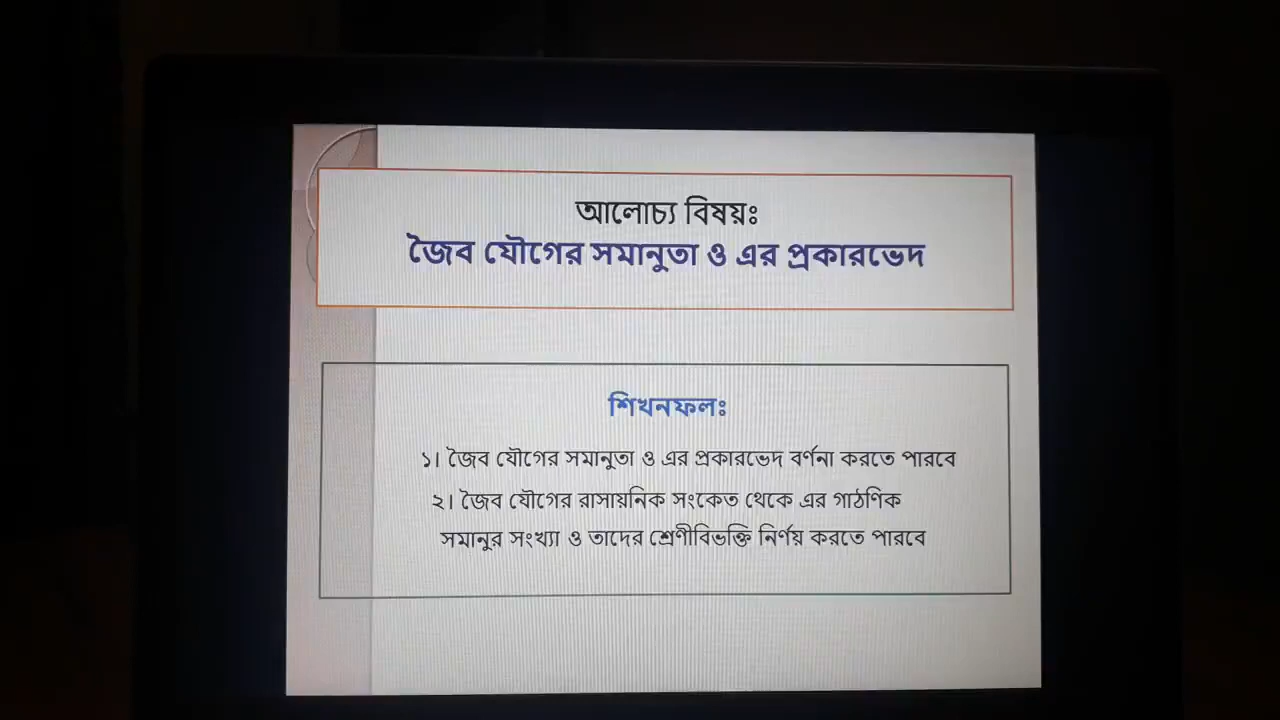 আলোচ্য বিষয়ঃ
জৈব যৌগের সমানুতা ও এর প্রকারভেদ
শিখনফলঃ
১। জৈব যৌগের সমানুতা ও এর প্রকারভেদ বর্ণনা করতে পারবে
২। জৈব যৌগের রাসায়নিক সংকেত থেকে এর গাঠণিক
সমানুর সংখ্যা ও তাদের শ্রেণীবিভক্তি নির্ণয় করতে পারবে